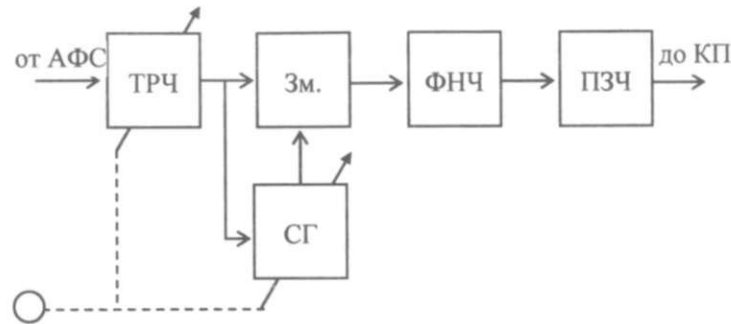 от АФС
ТРЧ
Зм.
ФНЧ
ПЗЧ
до КП
СГ